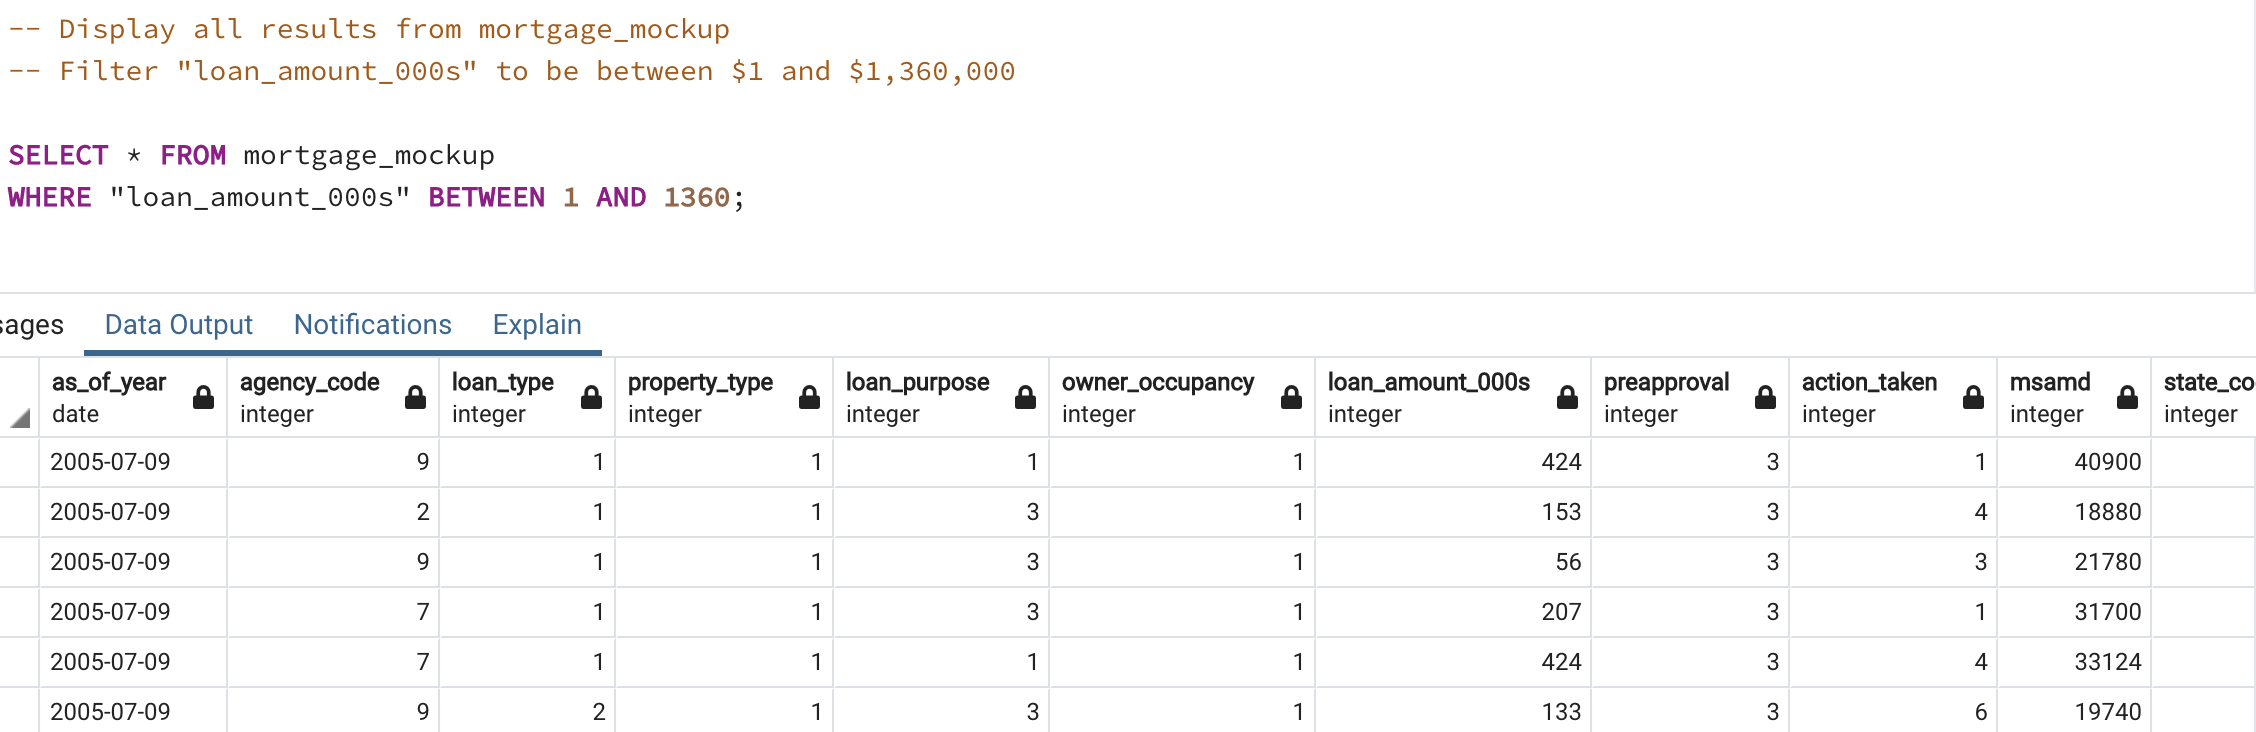 -- Display all results from mortgage_mockup
-- Filter "loan_amount_000s" to be between $1 and $1,360,000
SELECT * FROM mortgage_mockup
WHERE "loan_amount_000s" BETWEEN 1 AND 1360;
sages Data Output Notifications Explain
as_of_year agency_code loan_type property_type loan_purpose owner_occupancy loan_amount_000s preapproval action_taken msamd state_co
date integer integer integer integer integer integer integer integer integer integer
2005-07-09 9 1 1 1 1 424 3 1 40900
2005-07-09 2 1 1 3 1 153 3 4 18880
2005-07-09 9 1 1 3 1 56 3 3 21780
2005-07-09 7 1 1 3 1 207 3 1 31700
2005-07-09 7 1 1 1 1 424 3 4 33124
2005-07-09 9 2 1 3 1 133 3 6 19740